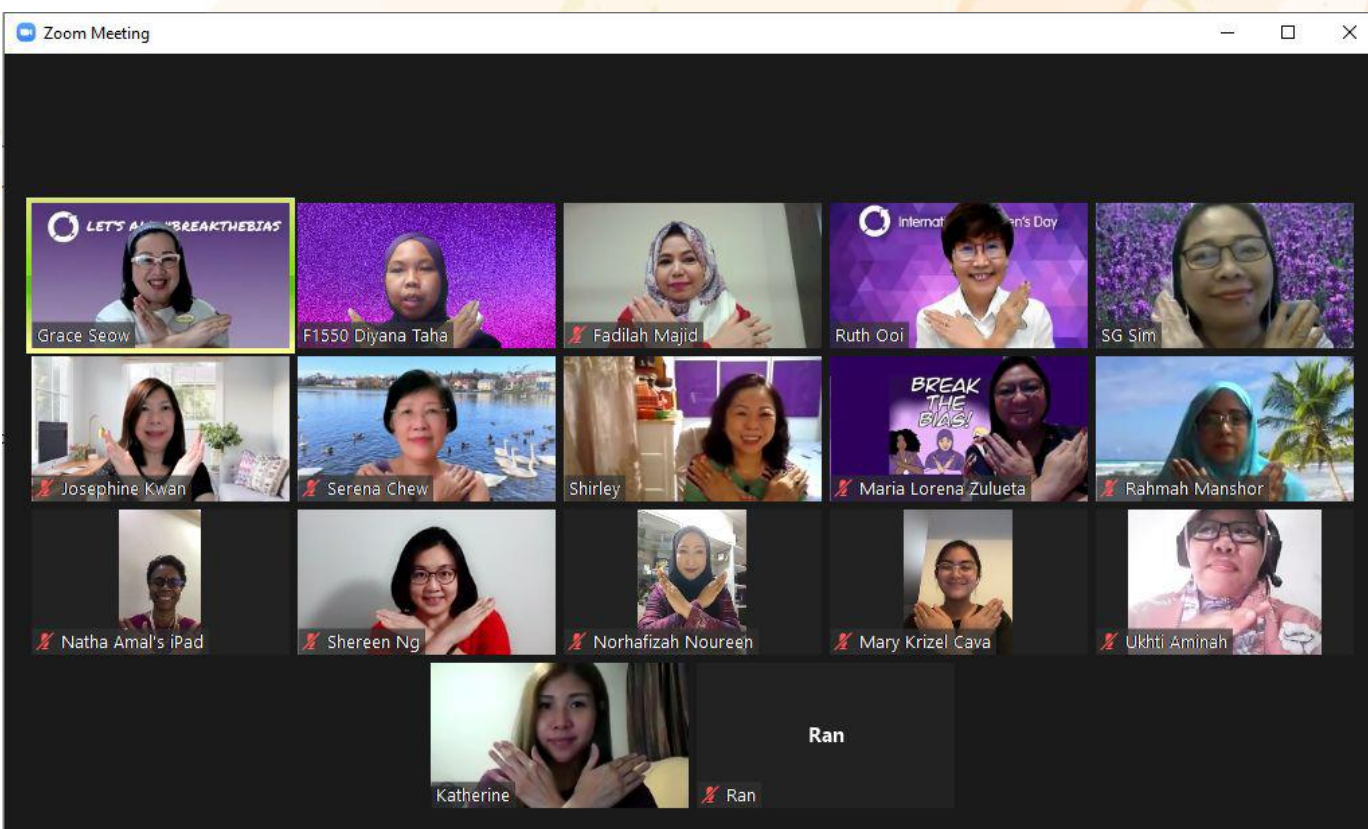 Zoom Meeting
LET'S AL BREAKTHEBIAS
Grace Seow
F1550 Diyana Taha
Fadilah Majid
Internat en's Day
Ruth Ooi
SG Sim
Josephine Kwan
Serena Chew
Shirley
BREAK
THE
BIAS!
Maria Lorena Zulueta
Rahmah Manshor
Natha Amal's iPad
Shereen Ng
Norhafizah Noureen
Mary Krizel Cava
Ukhti Aminah
Katherine
Ran
Ran